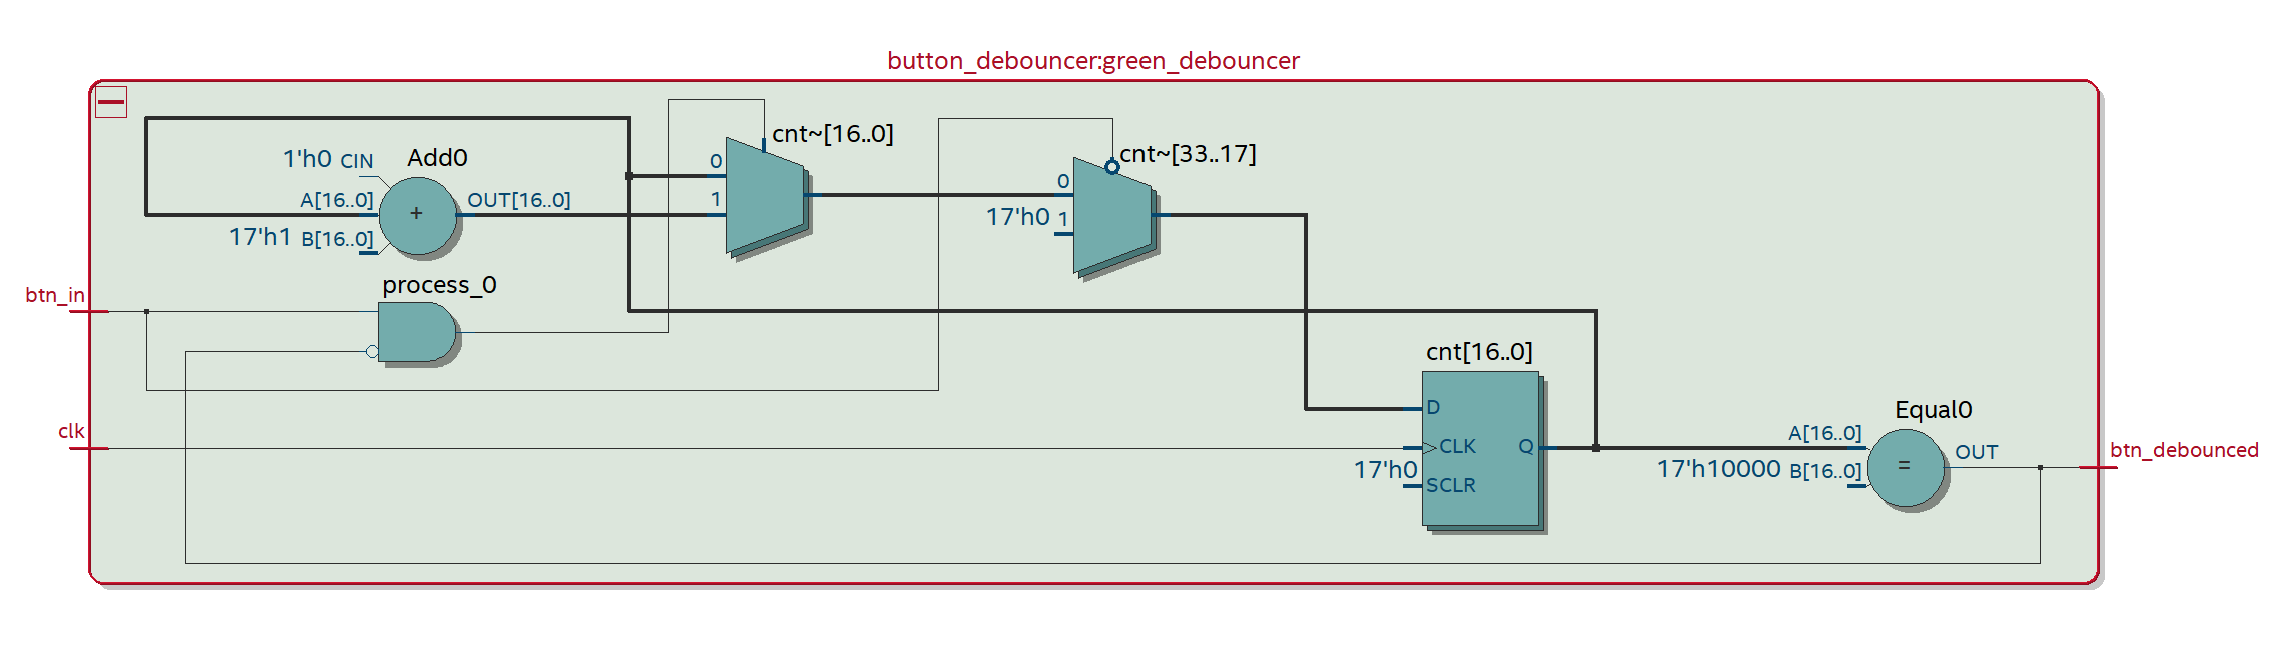 button_debouncer:green_debouncer
cnt~[16..0]
cnt~[33..17]
1'h0 CIN
Add0
0
A[16..0]
+
OUT[16..0]
1
0
17'h0 1
17'h1 B[16..0]
process_0
btn_in
cnt[16..0]
D
Equal0
clk
CLK
Q
A[16..0]
=
OUT
btn_debounced
17'h0
SCLR
17'h10000 B[16..0]